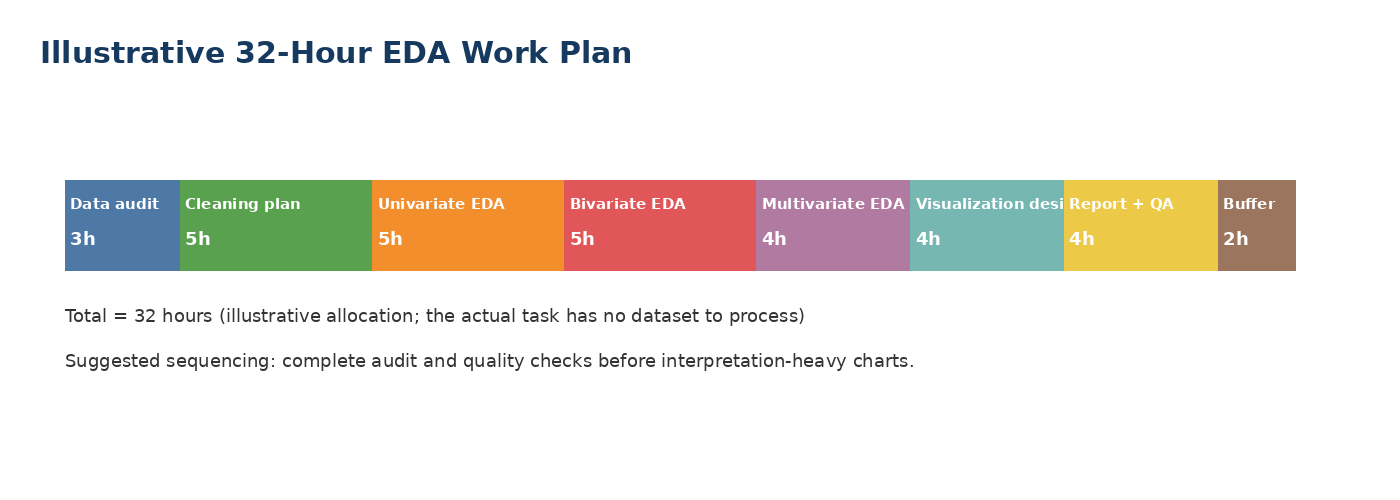 Illustrative 32-Hour EDA Work Plan
Data audit Cleaning plan Univariate EDA Bivariate EDA Multivariate EDA Visualization desi Report + QA Buffer
3h 5h 5h 5h 4h 4h 4h 2h
Total = 32 hours (illustrative allocation; the actual task has no dataset to process)
Suggested sequencing: complete audit and quality checks before interpretation-heavy charts.